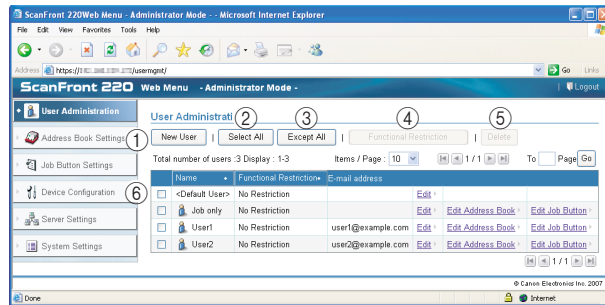 ScanFront 220Web Menu - Administrator Mode - - Microsoft Internet Explorer
File Edit View Favorites Tools Help
Address https:// /usermgnt/ Go Links
ScanFront 220 Web Menu - Administrator Mode - Logout
User Administration
Address Book Settings
Job Button Settings
Device Configuration
Server Settings
System Settings
User Administrati
② ③ ④ ⑤
① New User | Select All Except All | Functional Restriction | Delete
Total number of users :3 Display : 1-3 Items / Page : 10 1 / 1 To Page Go
⑥
Name Functional Restriction E-mail address
<Default User> No Restriction Edit
Job only No Restriction Edit Edit Address Book Edit Job Button
User1 No Restriction user1@example.com Edit Edit Address Book Edit Job Button
User2 No Restriction user2@example.com Edit Edit Address Book Edit Job Button
1 / 1
© Canon Electronics Inc. 2007
Done Internet